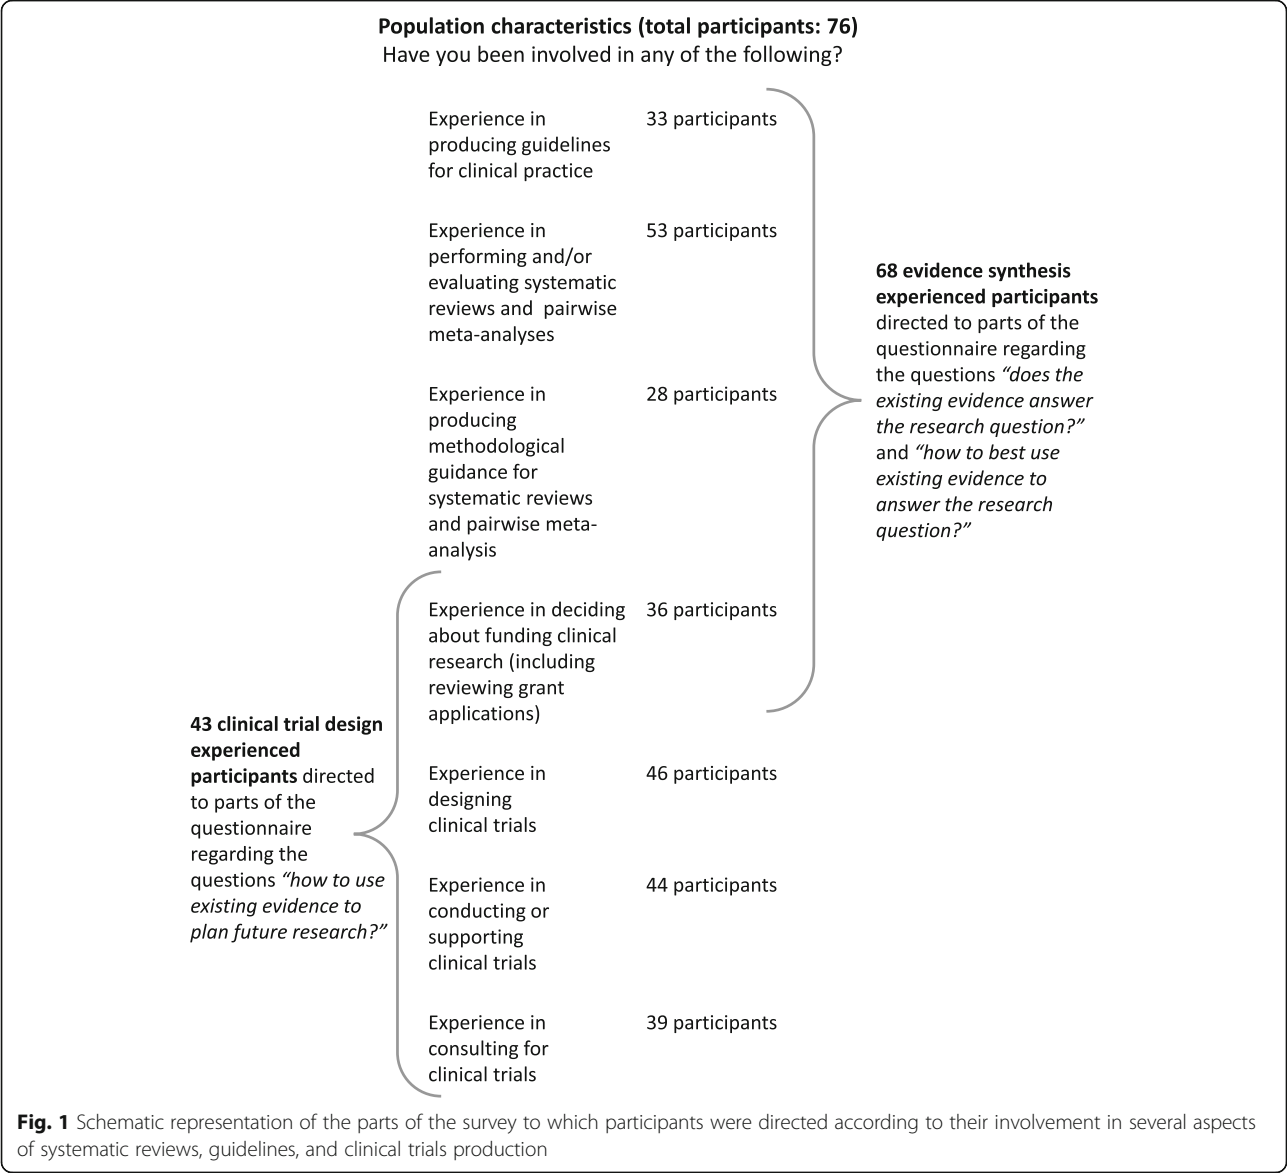 Population characteristics (total participants: 76)
Have you been involved in any of the following?
Experience in
producing guidelines
for clinical practice
33 participants
Experience in
performing and/or
evaluating systematic
reviews and pairwise
meta-analyses
53 participants
Experience in
producing
methodological
guidance for
systematic reviews
and pairwise meta-
analysis
28 participants
Experience in deciding
about funding clinical
research (including
reviewing grant
applications)
36 participants
Experience in
designing
clinical trials
46 participants
Experience in
conducting or
supporting
clinical trials
44 participants
Experience in
consulting for
clinical trials
39 participants
68 evidence synthesis
experienced participants
directed to parts of the
questionnaire regarding
the questions “does the
existing evidence answer
the research question?”
and “how to best use
existing evidence to
answer the research
question?”
43 clinical trial design
experienced
participants directed
to parts of the
questionnaire
regarding the
questions “how to use
existing evidence to
plan future research?”
Fig. 1 Schematic representation of the parts of the survey to which participants were directed according to their involvement in several aspects
of systematic reviews, guidelines, and clinical trials production